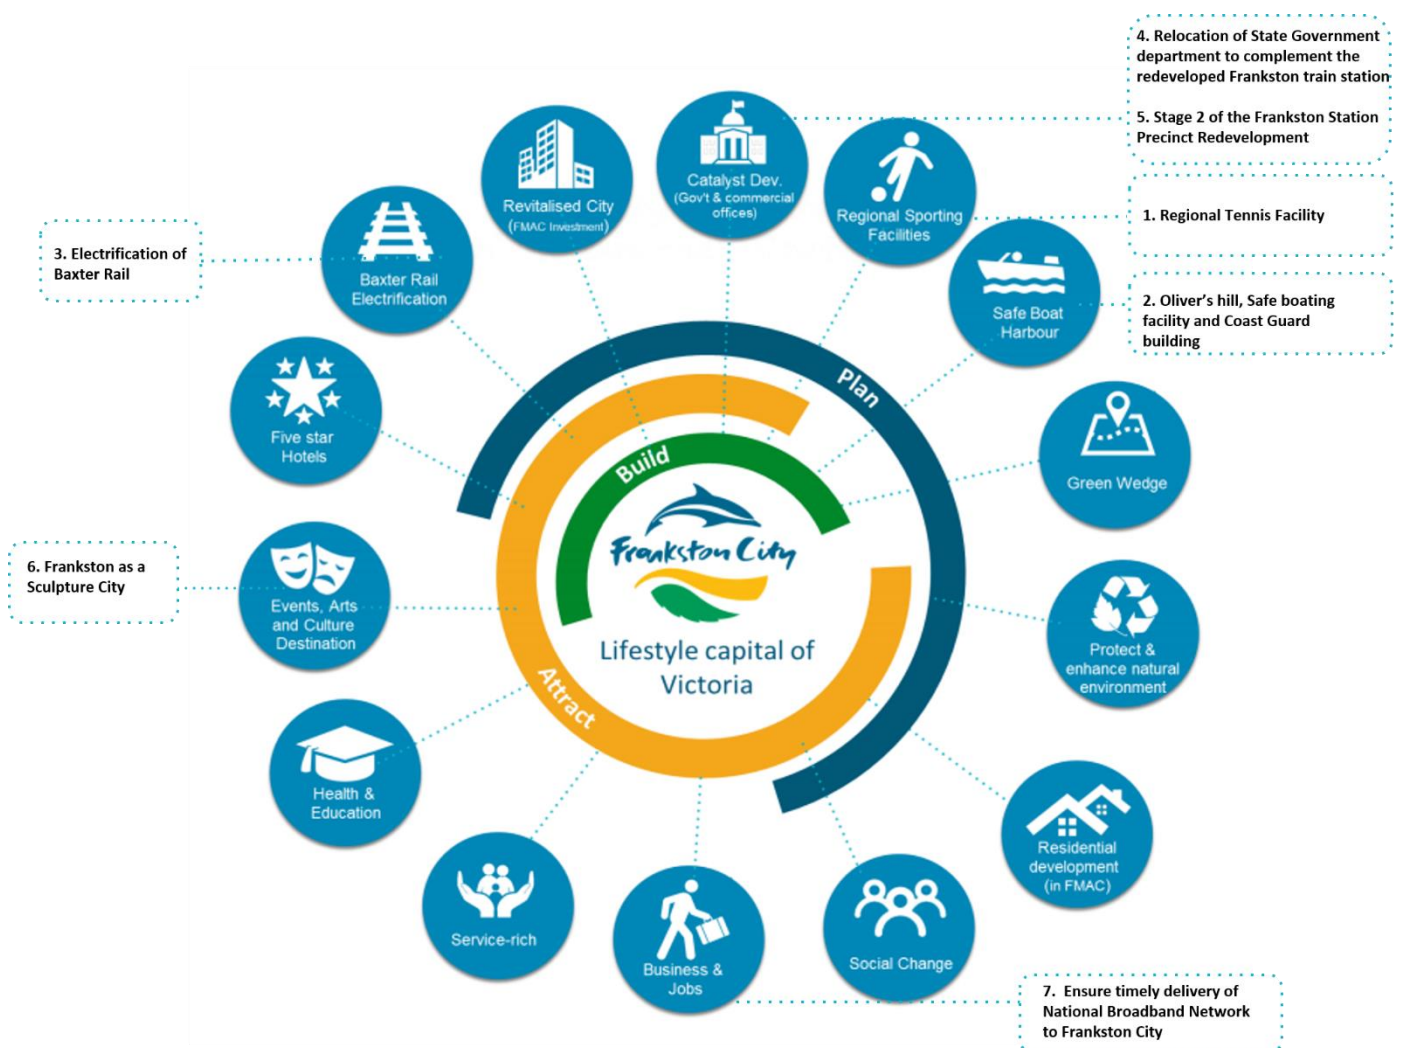 4. Relocation of State Government
department to complement the
redeveloped Frankston train station
5. Stage 2 of the Frankston Station
Precinct Redevelopment
1. Regional Tennis Facility
2. Oliver's hill, Safe boating
facility and Coast Guard
building
3. Electrification of
Baxter Rail
6. Frankston as a
Sculpture City
7. Ensure timely delivery of
National Broadband Network
to Frankston City
Catalyst Dev.
(Gov't & commercial
offices)
Regional Sporting
Facilities
Safe Boat
Harbour
Green Wedge
Protect &
enhance natural
environment
Residential
development
(in FMAC)
Social Change
Business &
Jobs
Service-rich
Health &
Education
Events, Arts
and Culture
Destination
Five star
Hotels
Baxter Rail
Electrification
Revitalised City
(FMAC Investment)
Plan
Build
Attract
Frankston City
Lifestyle capital of
Victoria